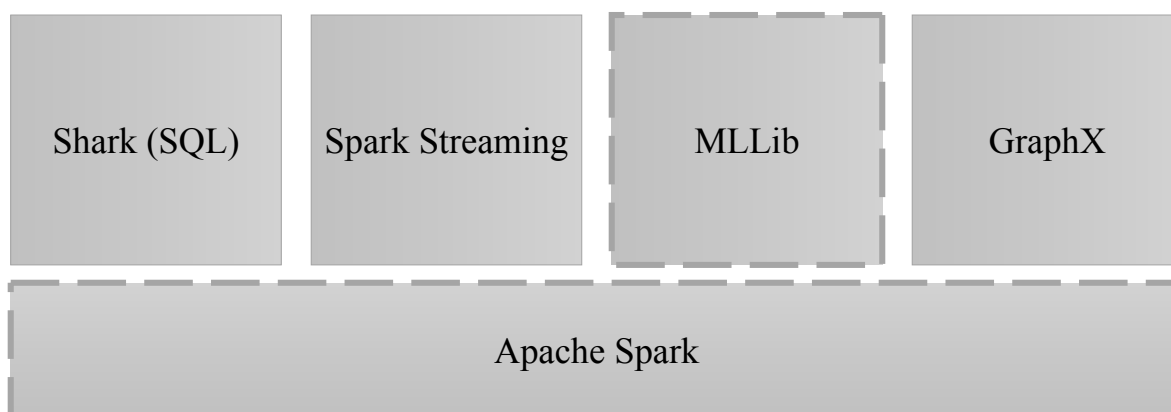 Shark (SQL)
Spark Streaming
MLLib
GraphX
Apache Spark